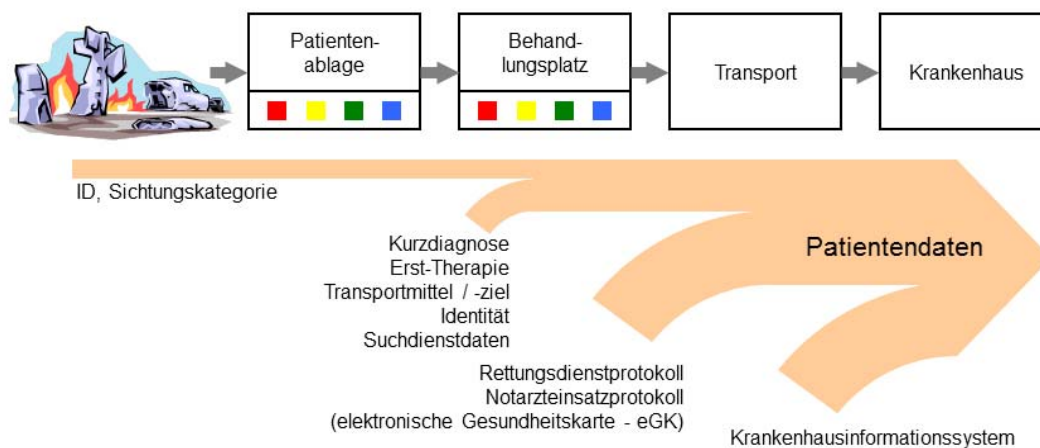 Patienten-
ablage
Behand-
lungsplatz
Transport
Krankenhaus
ID, Sichtungskategorie
Kurzdiagnose
Erst-Therapie
Transportmittel / -ziel
Identität
Suchdienstdaten
Patientendaten
Rettungsdienstprotokoll
Notarzteinsatzprotokoll
(elektronische Gesundheitskarte - eGK)
Krankenhausinformationssystem